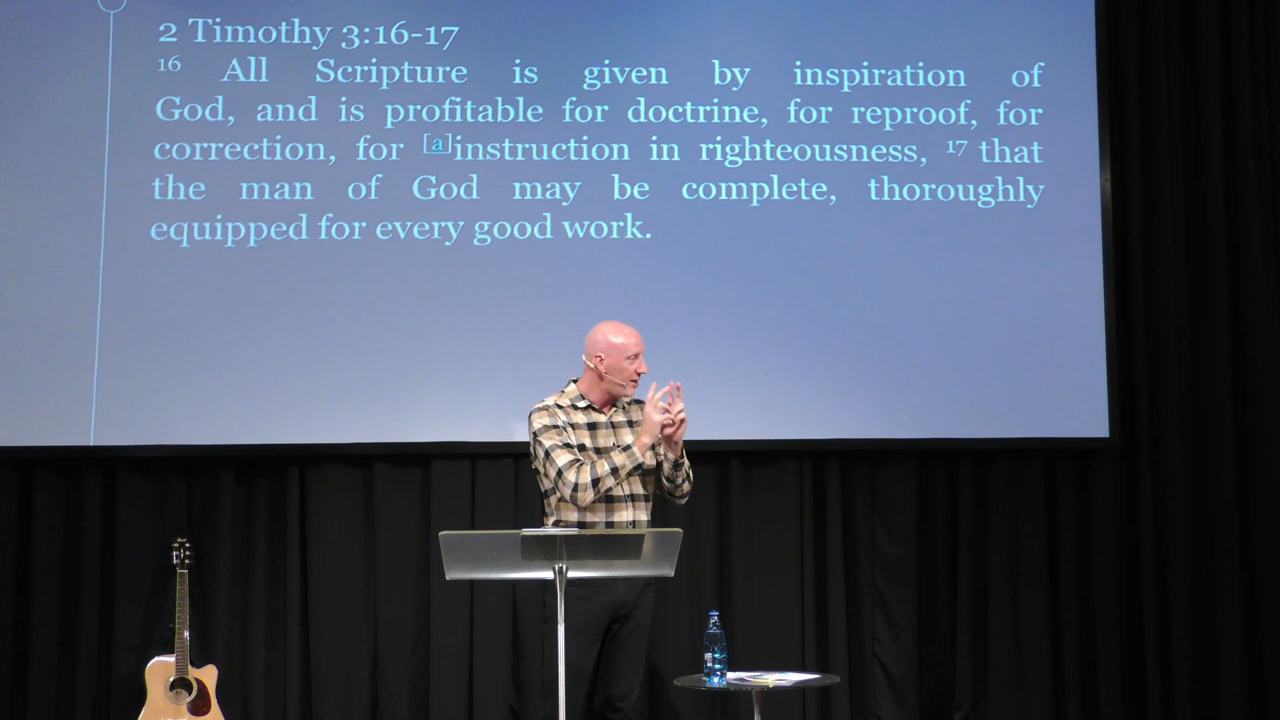 2 Timothy 3:16-17
16 All Scripture is given by inspiration of
God, and is profitable for doctrine, for reproof, for
correction, for [a]instruction in righteousness, 17 that
the man of God may be complete, thoroughly
equipped for every good work.